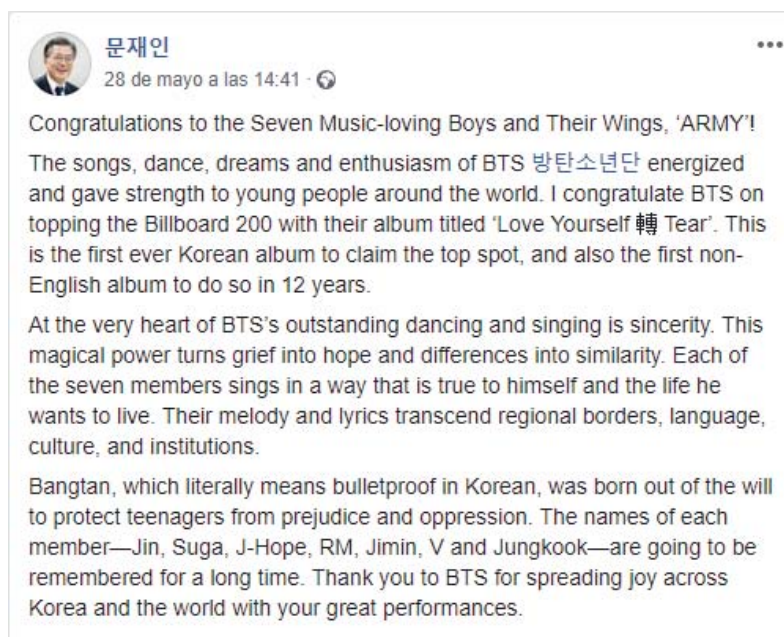 문재인
28 de mayo a las 14:41 ·
Congratulations to the Seven Music-loving Boys and Their Wings, ‘ARMY’!
The songs, dance, dreams and enthusiasm of BTS 방탄소년단 energized
and gave strength to young people around the world. I congratulate BTS on
topping the Billboard 200 with their album titled ‘Love Yourself 轉 Tear’. This
is the first ever Korean album to claim the top spot, and also the first non-
English album to do so in 12 years.
At the very heart of BTS’s outstanding dancing and singing is sincerity. This
magical power turns grief into hope and differences into similarity. Each of
the seven members sings in a way that is true to himself and the life he
wants to live. Their melody and lyrics transcend regional borders, language,
culture, and institutions.
Bangtan, which literally means bulletproof in Korean, was born out of the will
to protect teenagers from prejudice and oppression. The names of each
member—Jin, Suga, J-Hope, RM, Jimin, V and Jungkook—are going to be
remembered for a long time. Thank you to BTS for spreading joy across
Korea and the world with your great performances.